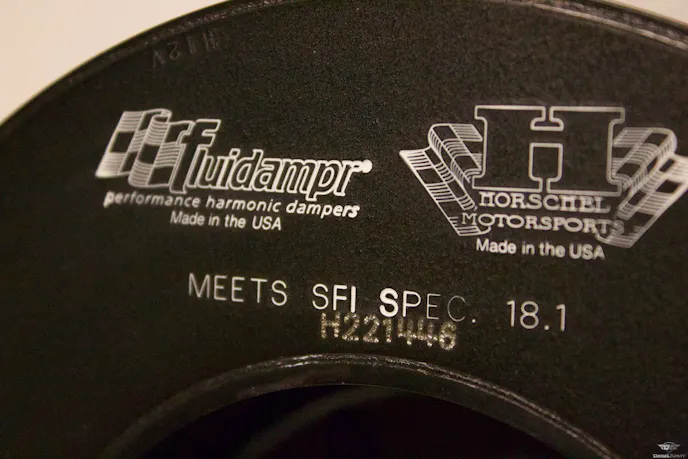 fluidampr®
performance harmonic dampers
Made in the USA
H
HORSCHEL
MOTORSPORTS
Made in the USA
MEETS SFI SPEC. 18.1
H221446